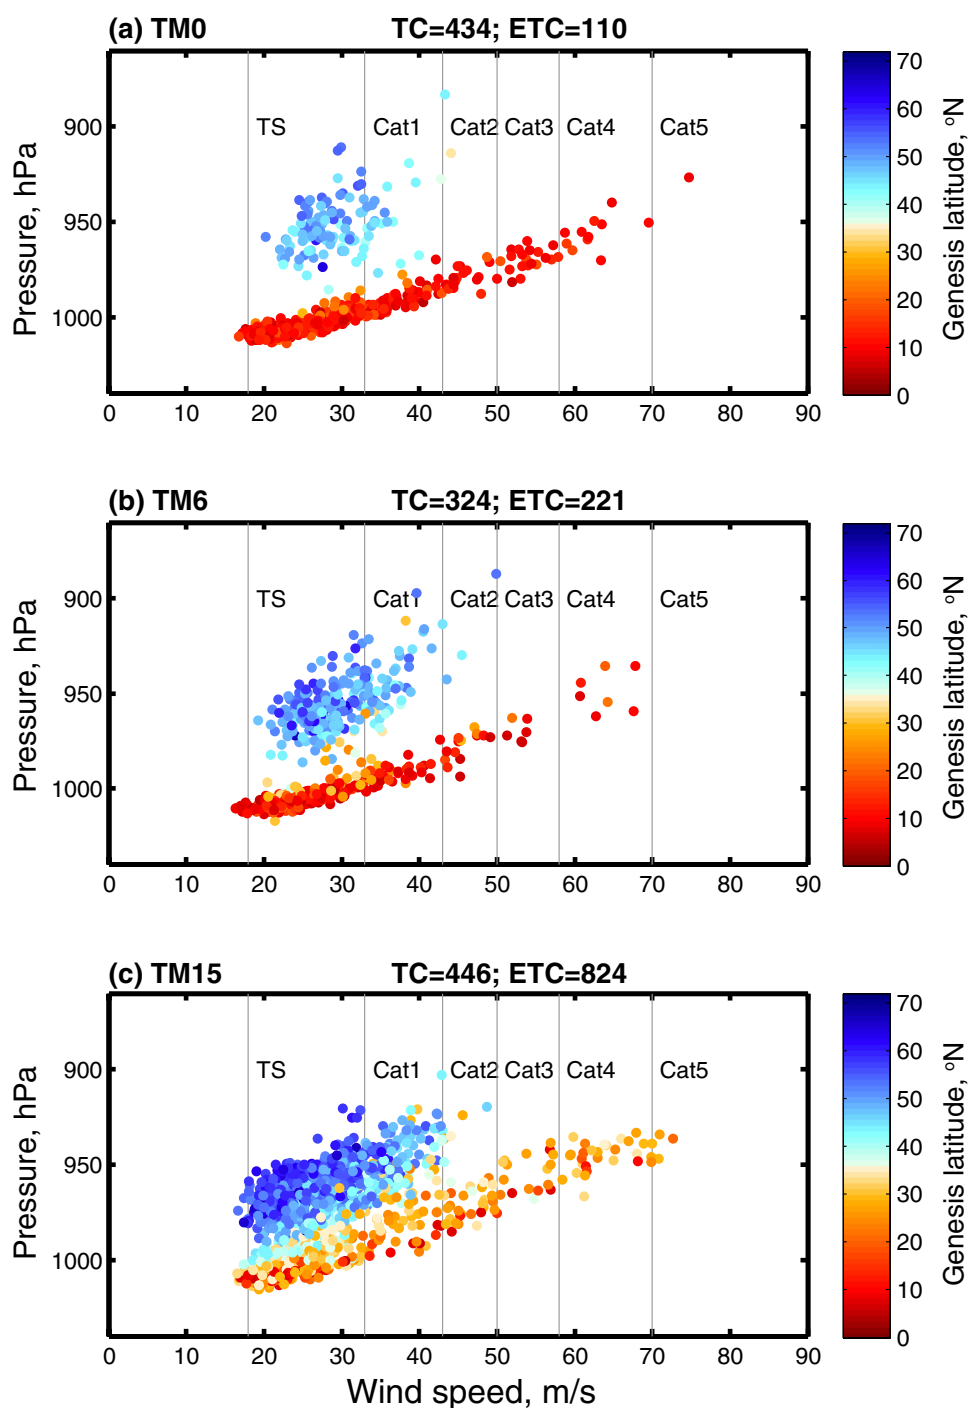 (a) TM0 TC=434; ETC=110
70
60
50
40
30
20
10
0
Genesis latitude, ºN
TS Cat1 Cat2 Cat3 Cat4 Cat5
900
950
1000
Pressure, hPa
0 10 20 30 40 50 60 70 80 90
(b) TM6 TC=324; ETC=221
70
60
50
40
30
20
10
0
Genesis latitude, ºN
TS Cat1 Cat2 Cat3 Cat4 Cat5
900
950
1000
Pressure, hPa
0 10 20 30 40 50 60 70 80 90
(c) TM15 TC=446; ETC=824
70
60
50
40
30
20
10
0
Genesis latitude, ºN
TS Cat1 Cat2 Cat3 Cat4 Cat5
900
950
1000
Pressure, hPa
0 10 20 30 40 50 60 70 80 90
Wind speed, m/s